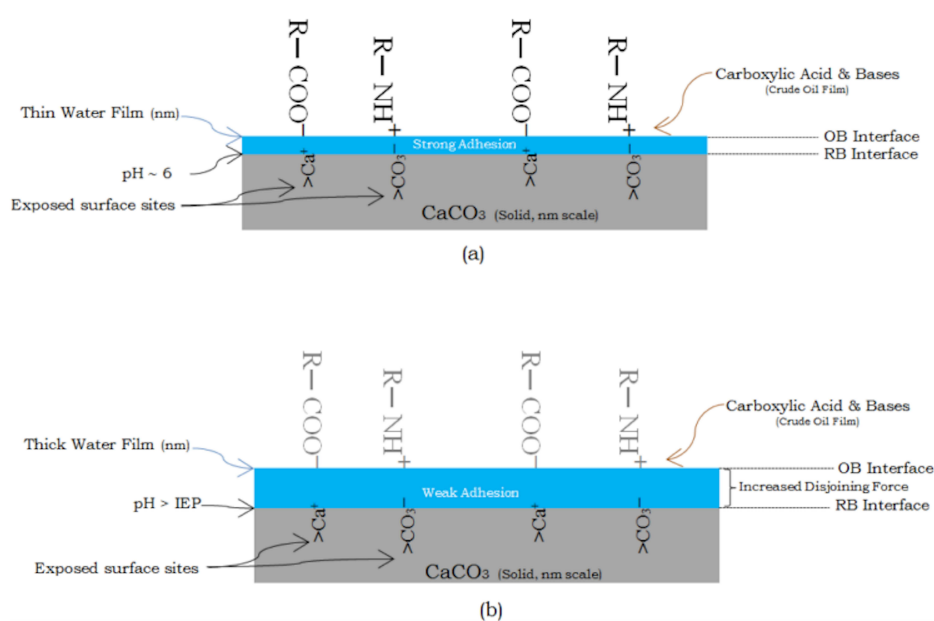 R—COO−
R—NH+
R—COO−
R—NH+
Carboxylic Acid & Bases
(Crude Oil Film)
Thin Water Film (nm)
OB Interface
Strong Adhesion
RB Interface
pH ~ 6
>Ca+
>CO3−
>Ca+
>CO3−
Exposed surface sites
CaCO3 (Solid, nm scale)
(a)
R—COO−
R—NH+
R—COO−
R—NH+
Carboxylic Acid & Bases
(Crude Oil Film)
Thick Water Film (nm)
OB Interface
Weak Adhesion
Increased Disjoining Force
pH > IEP
RB Interface
>Ca+
>CO3−
>Ca+
>CO3−
Exposed surface sites
CaCO3 (Solid, nm scale)
(b)